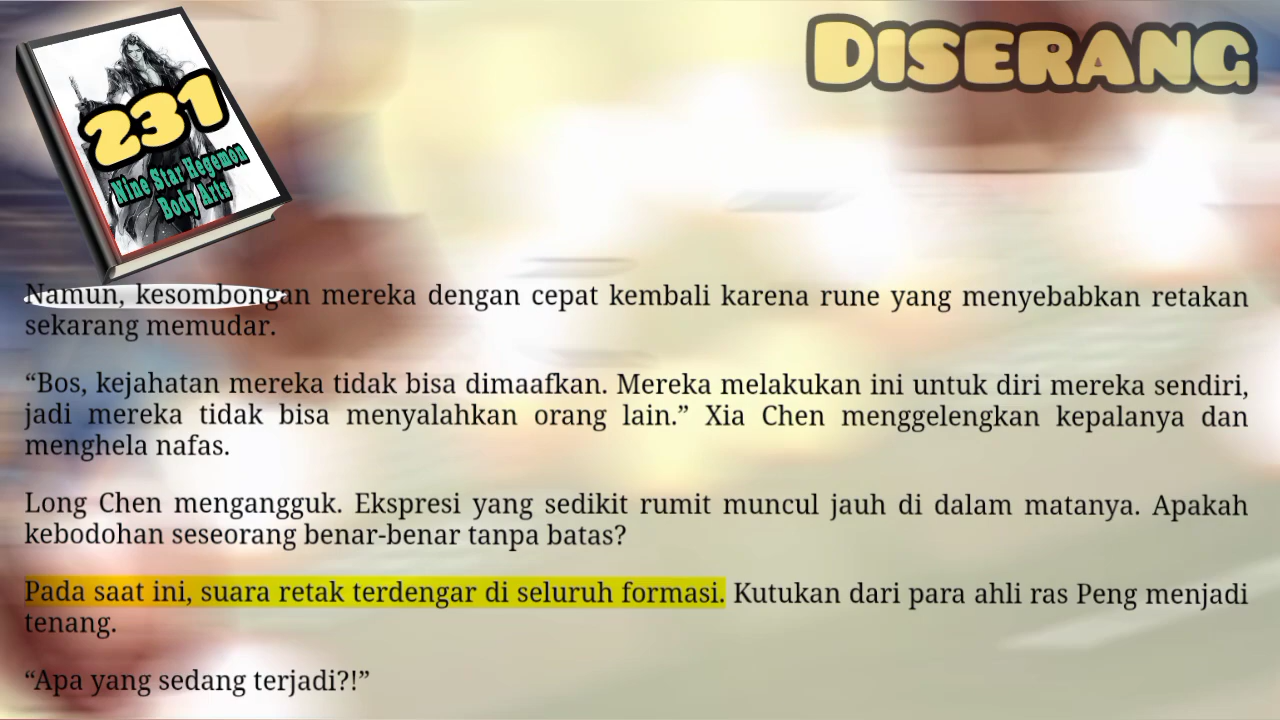 DISERANG
231
Nine Star Hegemon
Body Arts
Namun, kesombongan mereka dengan cepat kembali karena rune yang menyebabkan retakan
sekarang memudar.
“Bos, kejahatan mereka tidak bisa dimaafkan. Mereka melakukan ini untuk diri mereka sendiri,
jadi mereka tidak bisa menyalahkan orang lain.” Xia Chen menggelengkan kepalanya dan
menghela nafas.
Long Chen mengangguk. Ekspresi yang sedikit rumit muncul jauh di dalam matanya. Apakah
kebodohan seseorang benar-benar tanpa batas?
Pada saat ini, suara retak terdengar di seluruh formasi. Kutukan dari para ahli ras Peng menjadi
tenang.
“Apa yang sedang terjadi?!”